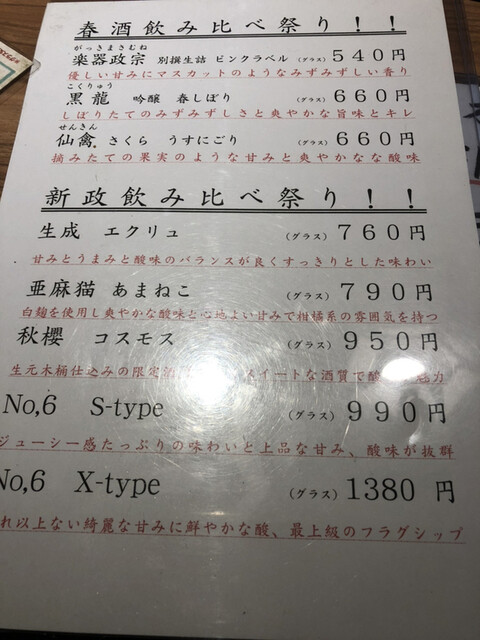 春酒飲み比べ祭り！！
がっきまさむね
楽器政宗 別撰生詰 ピンクラベル (グラス) 540円
優しい甘みにマスカットのようなみずみずしい香り
こくりゅう
黒龍 吟醸 春しぼり (グラス) 660円
しぼりたてのみずみずしさと爽やかな旨味とキレ
せんきん
仙禽 さくら うすにごり (グラス) 660円
摘みたての果実のような甘みと爽やかなな酸味
新政飲み比べ祭り！！
生成 エクリュ (グラス) 760円
甘みとうまみと酸味のバランスが良くすっきりとした味わい
亜麻猫 あまねこ (グラス) 790円
白麹を使用し爽やかな酸味と心地よい甘みで柑橘系の雰囲気を持つ
秋櫻 コスモス (グラス) 950円
生元木桶仕込みの限定 イートな酒質で 魅力
No,6 S-type (グラス) 990円
ジューシー感たっぷりの味わいと上品な甘み、酸味が抜群
No,6 X-type (グラス) 1380円
れ以上ない綺麗な甘みに鮮やかな酸、最上級のフラグシップ